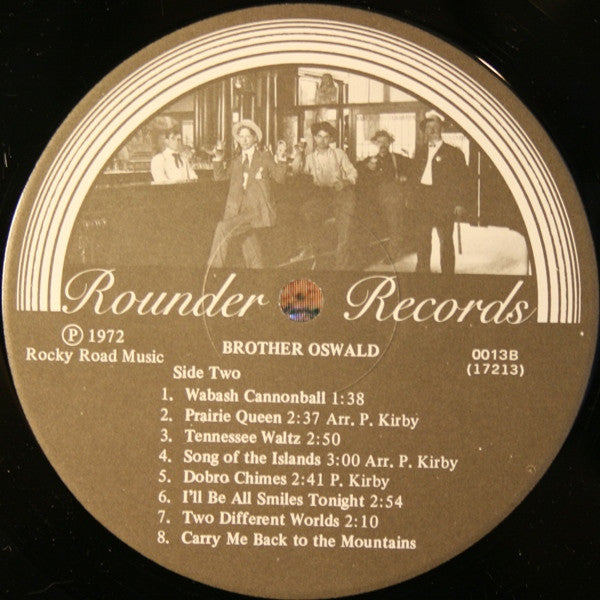 Rounder Records
℗ 1972
Rocky Road Music
BROTHER OSWALD
0013B
(17213)
Side Two
1. Wabash Cannonball 1:38
2. Prairie Queen 2:37 Arr. P. Kirby
3. Tennessee Waltz 2:50
4. Song of the Islands 3:00 Arr. P. Kirby
5. Dobro Chimes 2:41 P. Kirby
6. I'll Be All Smiles Tonight 2:54
7. Two Different Worlds 2:10
8. Carry Me Back to the Mountains